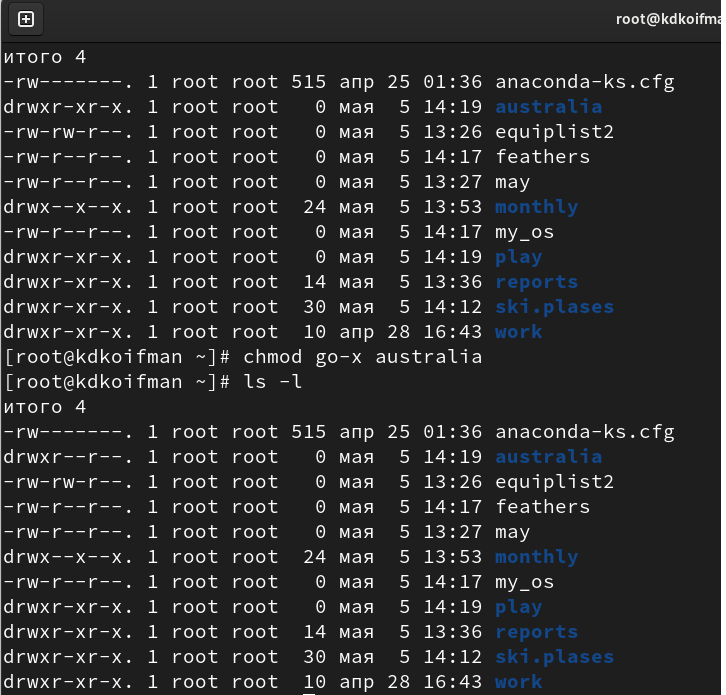 root@kdkoifma
итого 4
-rw-------. 1 root root 515 апр 25 01:36 anaconda-ks.cfg
drwxr-xr-x. 1 root root   0 мая  5 14:19 australia
-rw-rw-r--. 1 root root   0 мая  5 13:26 equiplist2
-rw-r--r--. 1 root root   0 мая  5 14:17 feathers
-rw-r--r--. 1 root root   0 мая  5 13:27 may
drwx--x--x. 1 root root  24 мая  5 13:53 monthly
-rw-r--r--. 1 root root   0 мая  5 14:17 my_os
drwxr-xr-x. 1 root root   0 мая  5 14:19 play
drwxr-xr-x. 1 root root  14 мая  5 13:36 reports
drwxr-xr-x. 1 root root  30 мая  5 14:12 ski.plases
drwxr-xr-x. 1 root root  10 апр 28 16:43 work
[root@kdkoifman ~]# chmod go-x australia
[root@kdkoifman ~]# ls -l
итого 4
-rw-------. 1 root root 515 апр 25 01:36 anaconda-ks.cfg
drwxr--r--. 1 root root   0 мая  5 14:19 australia
-rw-rw-r--. 1 root root   0 мая  5 13:26 equiplist2
-rw-r--r--. 1 root root   0 мая  5 14:17 feathers
-rw-r--r--. 1 root root   0 мая  5 13:27 may
drwx--x--x. 1 root root  24 мая  5 13:53 monthly
-rw-r--r--. 1 root root   0 мая  5 14:17 my_os
drwxr-xr-x. 1 root root   0 мая  5 14:19 play
drwxr-xr-x. 1 root root  14 мая  5 13:36 reports
drwxr-xr-x. 1 root root  30 мая  5 14:12 ski.plases
drwxr-xr-x. 1 root root  10 апр 28 16:43 work